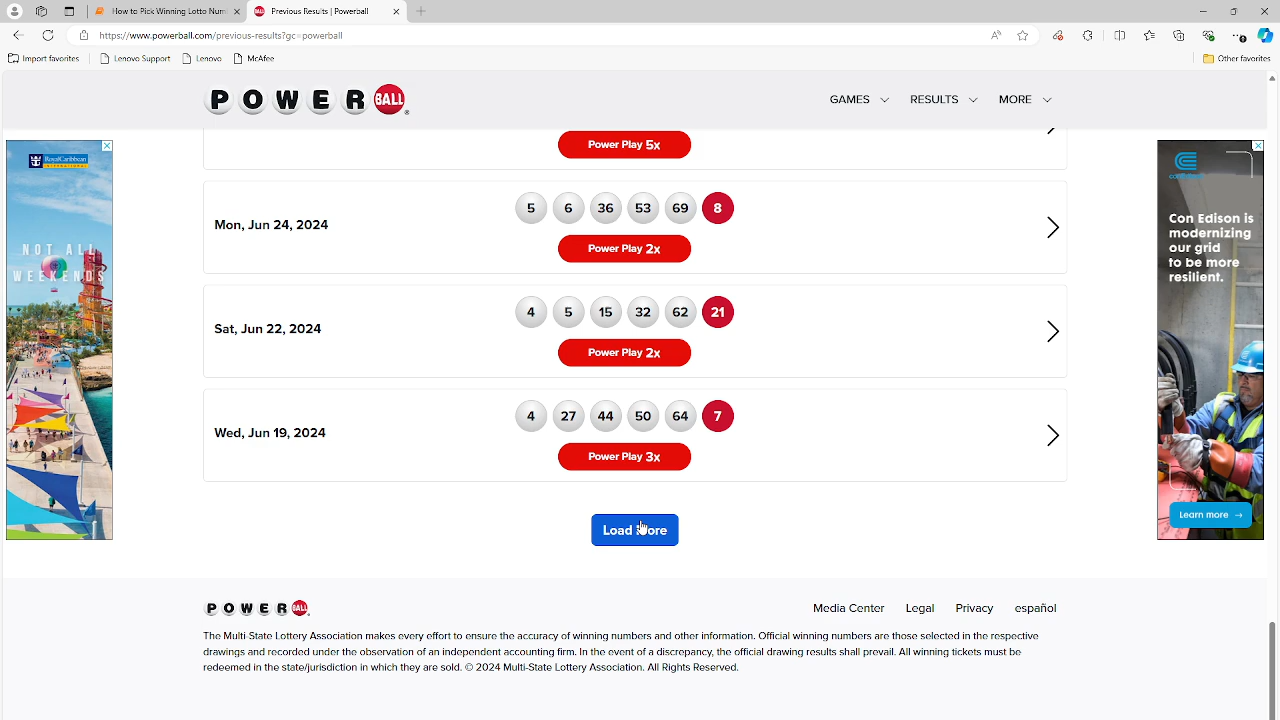 How to Pick Winning Lotto Num
Previous Results | Powerball
https://www.powerball.com/previous-results?gc=powerball
Import favorites
Lenovo Support
Lenovo
McAfee
Other favorites
POWERBALL
GAMES
RESULTS
MORE
Power Play 5x
Mon, Jun 24, 2024
5 6 36 53 69 8
Power Play 2x
Sat, Jun 22, 2024
4 5 15 32 62 21
Power Play 2x
Wed, Jun 19, 2024
4 27 44 50 64 7
Power Play 3x
Load More
RoyalCaribbean
INTERNATIONAL
NOT ALL
WEEKENDS
Con Edison is
modernizing
our grid
to be more
resilient.
Learn more →
POWERBALL
Media Center
Legal
Privacy
español
The Multi-State Lottery Association makes every effort to ensure the accuracy of winning numbers and other information. Official winning numbers are those selected in the respective
drawings and recorded under the observation of an independent accounting firm. In the event of a discrepancy, the official drawing results shall prevail. All winning tickets must be
redeemed in the state/jurisdiction in which they are sold. © 2024 Multi-State Lottery Association. All Rights Reserved.